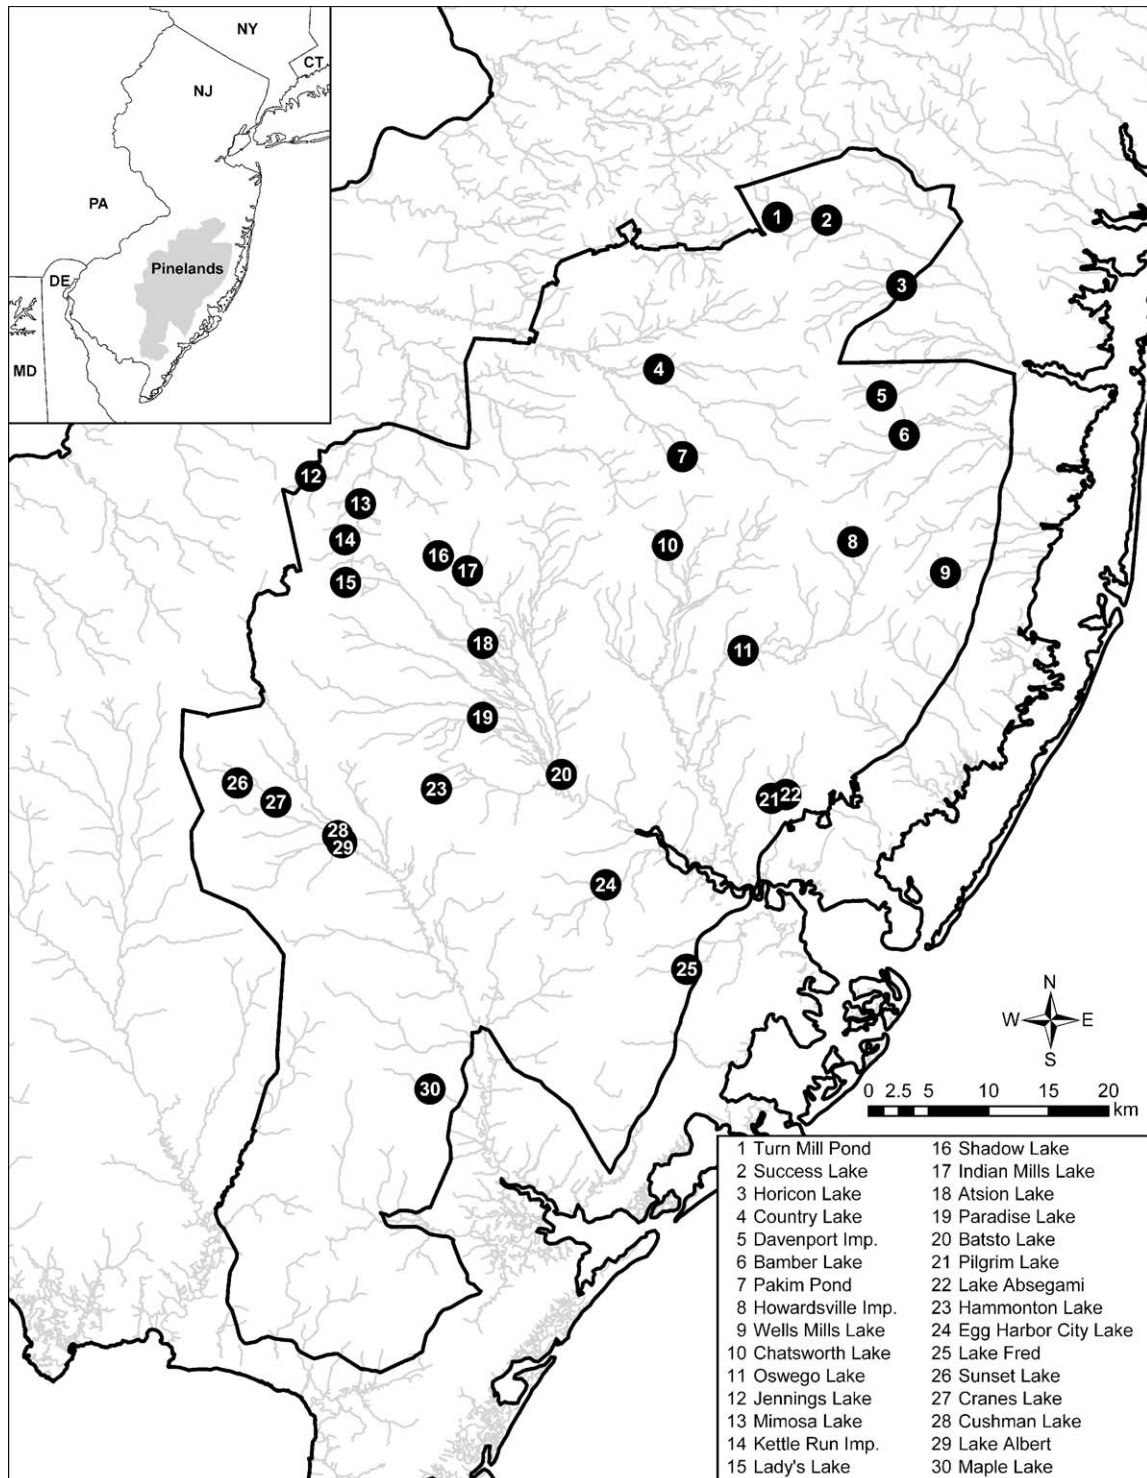 NY
CT
NJ
PA
Pinelands
DE
MD
1
2
3
4
5
6
7
12
13
14
16
17
15
10
8
9
18
11
19
20
26
27
23
21
22
28
29
24
25
30
N
W E
S
0 2.5 5 10 15 20
km
1 Turn Mill Pond
2 Success Lake
3 Horicon Lake
4 Country Lake
5 Davenport Imp.
6 Bamber Lake
7 Pakim Pond
8 Howardsville Imp.
9 Wells Mills Lake
10 Chatsworth Lake
11 Oswego Lake
12 Jennings Lake
13 Mimosa Lake
14 Kettle Run Imp.
15 Lady's Lake
16 Shadow Lake
17 Indian Mills Lake
18 Atsion Lake
19 Paradise Lake
20 Batsto Lake
21 Pilgrim Lake
22 Lake Absegami
23 Hammonton Lake
24 Egg Harbor City Lake
25 Lake Fred
26 Sunset Lake
27 Cranes Lake
28 Cushman Lake
29 Lake Albert
30 Maple Lake